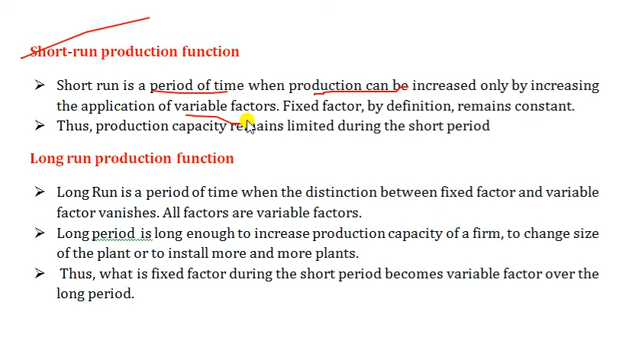 Short-run production function
➢ Short run is a period of time when production can be increased only by increasing
the application of variable factors. Fixed factor, by definition, remains constant.
➢ Thus, production capacity remains limited during the short period
Long run production function
➢ Long Run is a period of time when the distinction between fixed factor and variable
factor vanishes. All factors are variable factors.
➢ Long period is long enough to increase production capacity of a firm, to change size
of the plant or to install more and more plants.
➢ Thus, what is fixed factor during the short period becomes variable factor over the
long period.